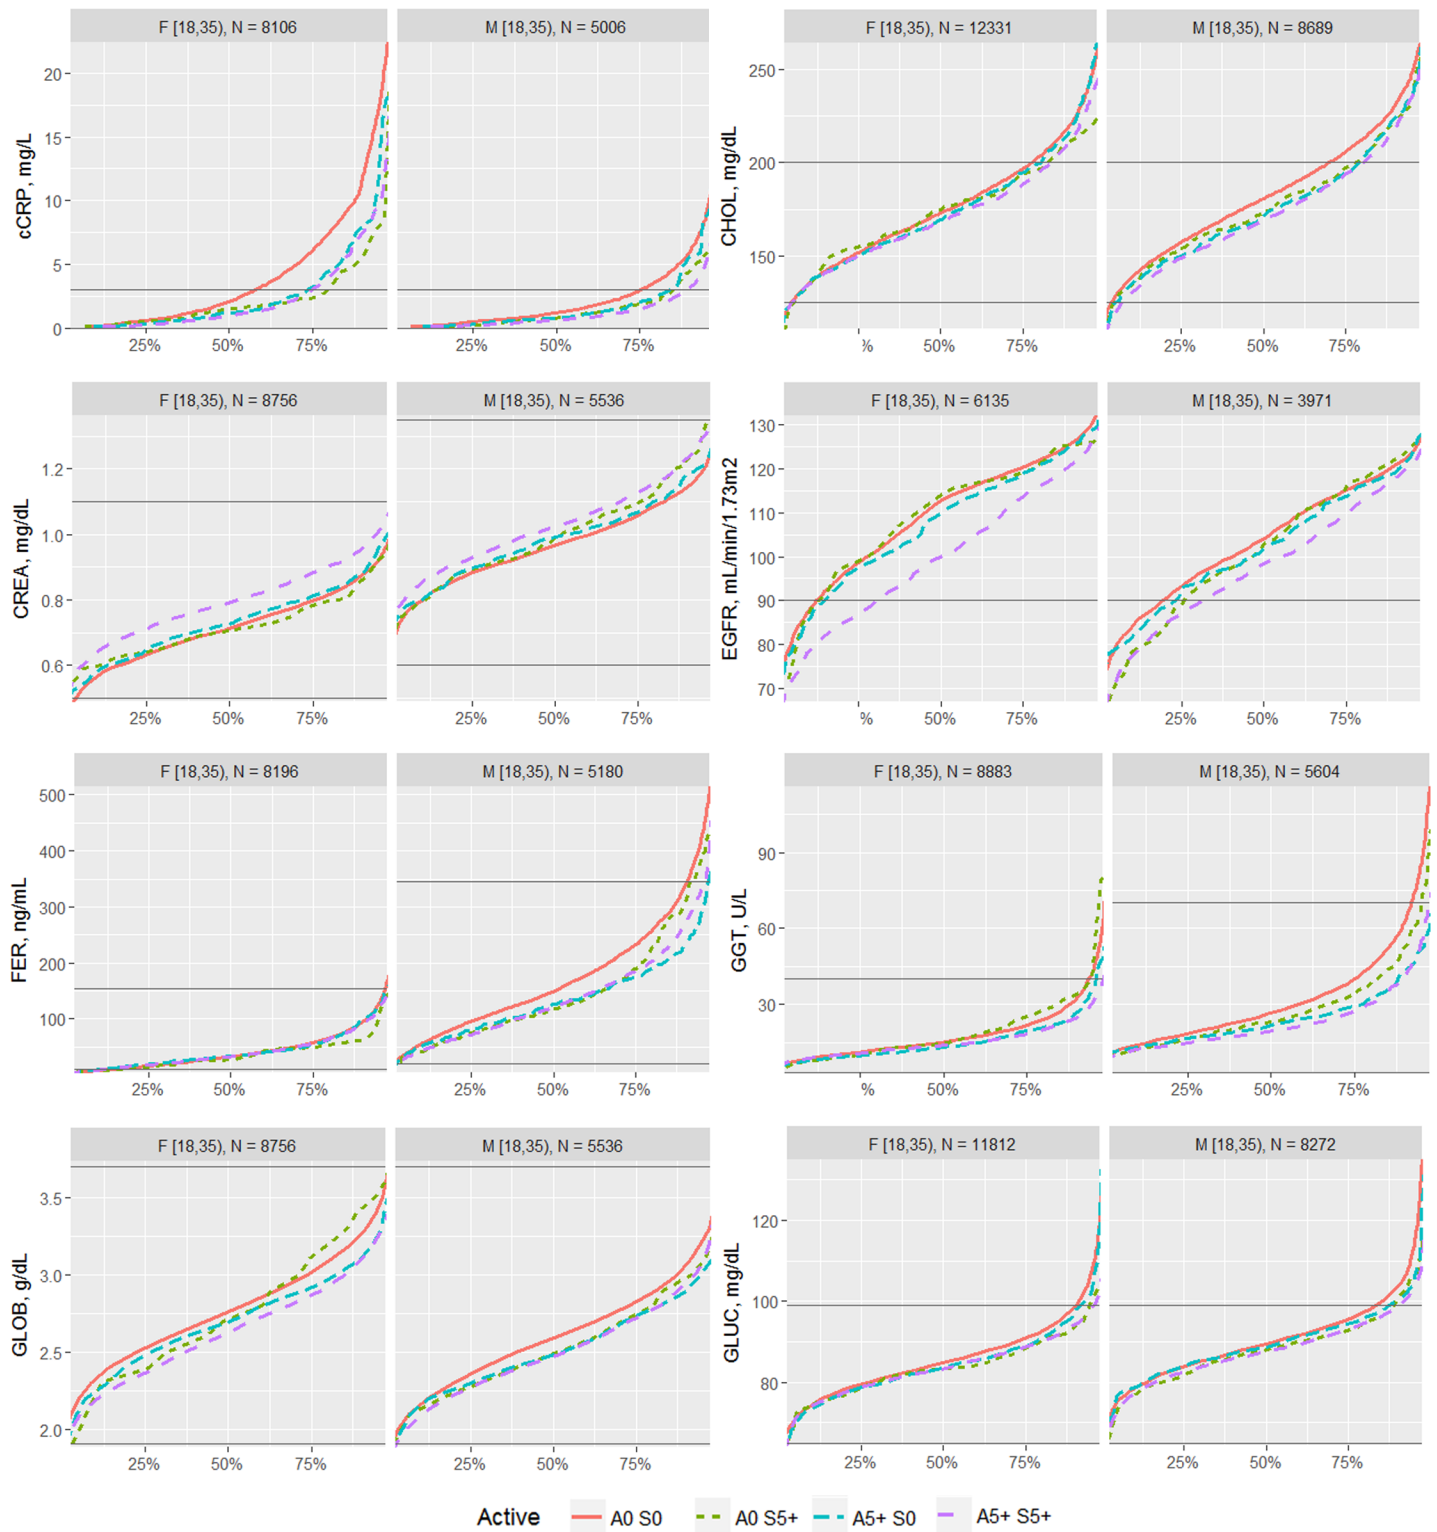 F [18,35), N = 8106
M [18,35), N = 5006
cCRP, mg/L
20
15
10
5
0
25% 50% 75%
25% 50% 75%
F [18,35), N = 12331
M [18,35), N = 8689
CHOL, mg/dL
250
200
150
% 50% 75%
25% 50% 75%
F [18,35), N = 8756
M [18,35), N = 5536
CREA, mg/dL
1.2
1.0
0.8
0.6
25% 50% 75%
25% 50% 75%
F [18,35), N = 6135
M [18,35), N = 3971
EGFR, mL/min/1.73m2
130
120
110
100
90
80
70
% 50% 75%
25% 50% 75%
F [18,35), N = 8196
M [18,35), N = 5180
FER, ng/mL
500
400
300
200
100
25% 50% 75%
25% 50% 75%
F [18,35), N = 8883
M [18,35), N = 5604
GGT, U/L
90
60
30
% 50% 75%
25% 50% 75%
F [18,35), N = 8756
M [18,35), N = 5536
GLOB, g/dL
3.5
3.0
2.5
2.0
25% 50% 75%
25% 50% 75%
F [18,35), N = 11812
M [18,35), N = 8272
GLUC, mg/dL
120
100
80
25% 50% 75%
25% 50% 75%
Active A0 S0 A0 S5+ A5+ S0 A5+ S5+